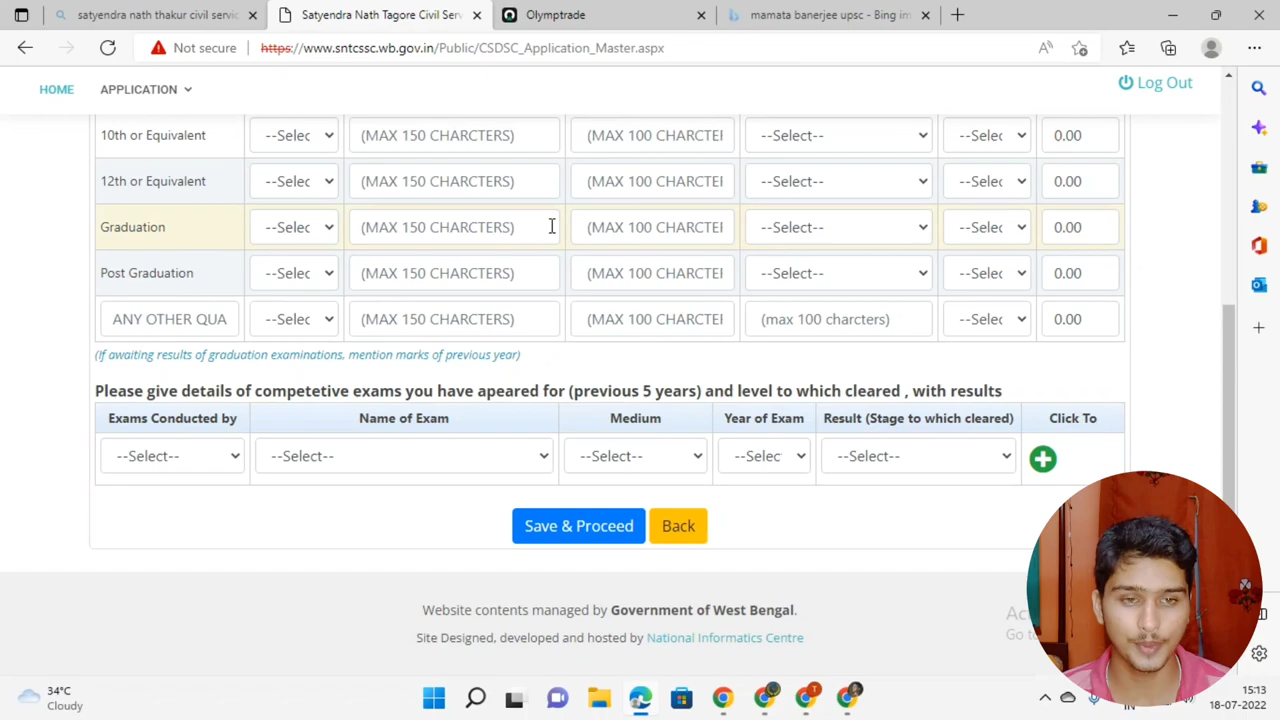 satyendra nath thakur civil servic
Satyendra Nath Tagore Civil Serv
Olymptrade
mamata banerjee upsc - Bing im
Not secure
https://www.sntcssc.wb.gov.in/Public/CSDSC_Application_Master.aspx
HOME
APPLICATION
Log Out
10th or Equivalent --Selec (MAX 150 CHARCTERS) (MAX 100 CHARCTEF --Select-- --Selec 0.00
12th or Equivalent --Selec (MAX 150 CHARCTERS) (MAX 100 CHARCTEF --Select-- --Selec 0.00
Graduation --Selec (MAX 150 CHARCTERS) (MAX 100 CHARCTEF --Select-- --Selec 0.00
Post Graduation --Selec (MAX 150 CHARCTERS) (MAX 100 CHARCTEF --Select-- --Selec 0.00
ANY OTHER QUA --Selec (MAX 150 CHARCTERS) (MAX 100 CHARCTEF (max 100 charcters) --Selec 0.00
(If awaiting results of graduation examinations, mention marks of previous year)
Please give details of competetive exams you have apeared for (previous 5 years) and level to which cleared , with results
Exams Conducted by Name of Exam Medium Year of Exam Result (Stage to which cleared) Click To
--Select-- --Select-- --Select-- --Selec --Select--
Save & Proceed Back
Website contents managed by Government of West Bengal.
Site Designed, developed and hosted by National Informatics Centre
Go to
34°C
Cloudy
IN
15:13
18-07-2022